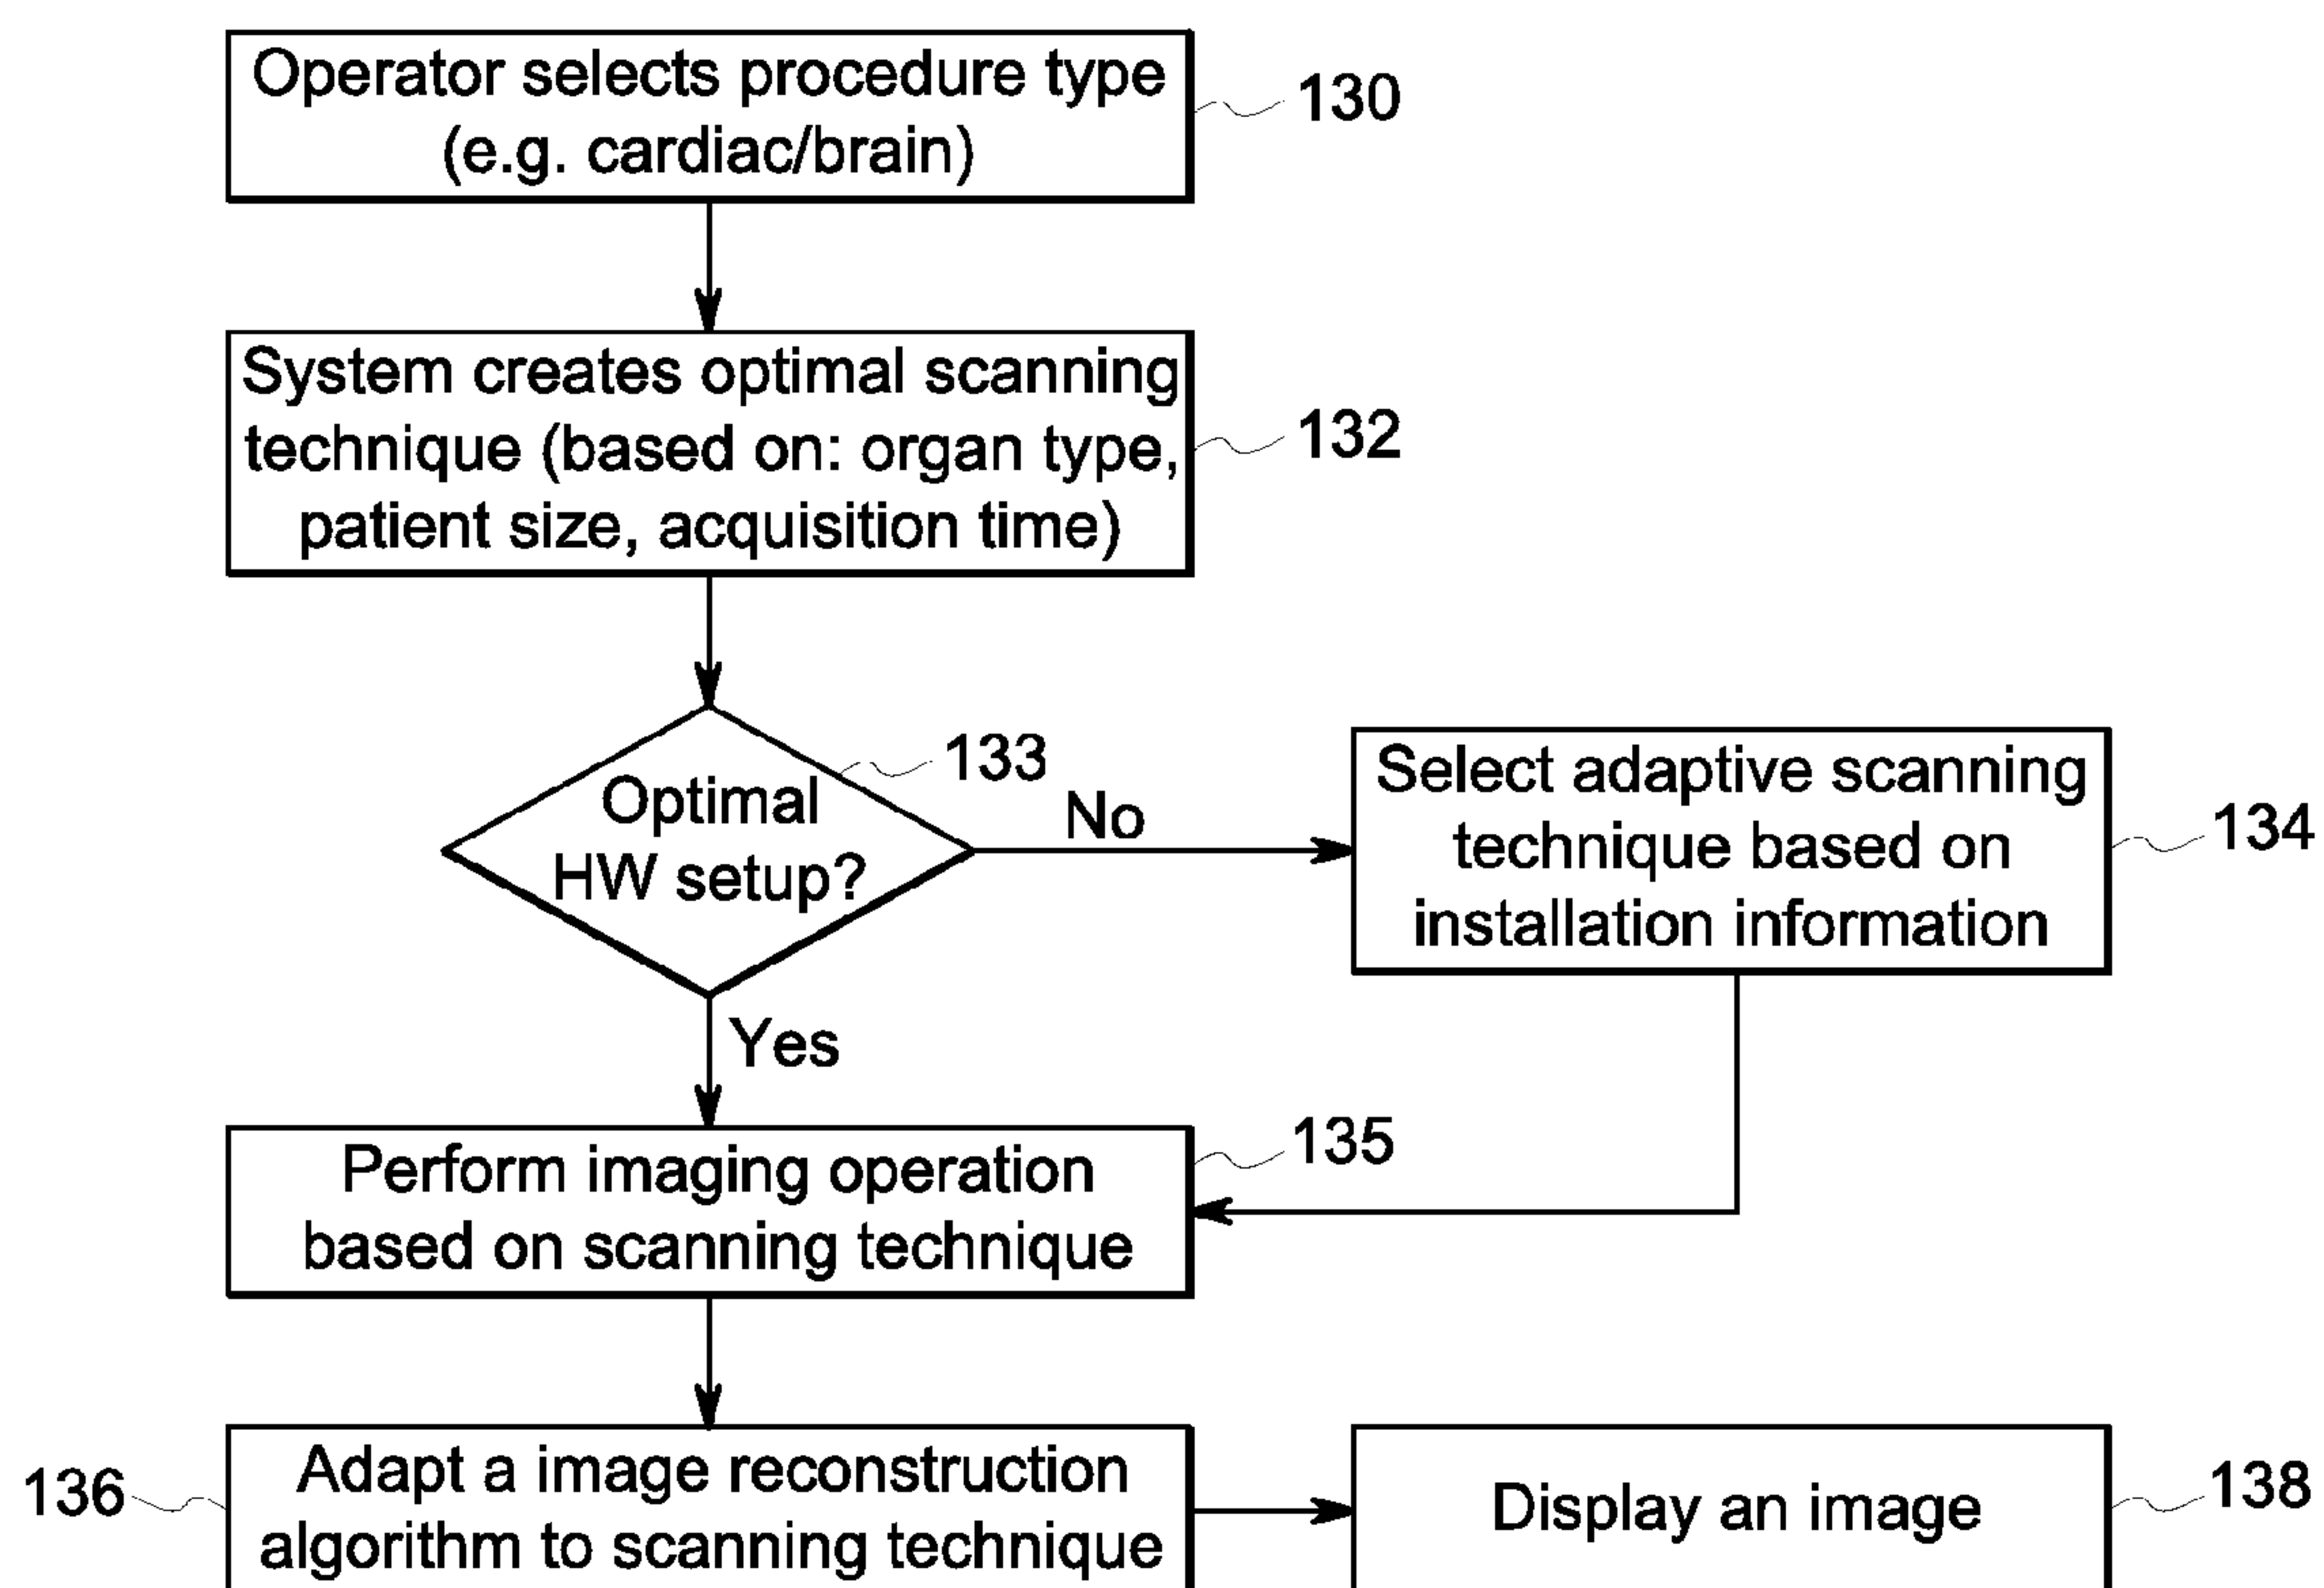 Operator selects procedure type
(e.g. cardiac/brain)
130
System creates optimal scanning
technique (based on: organ type,
patient size, acquisition time)
132
133
Optimal
HW setup?
No
Select adaptive scanning
technique based on
installation information
134
Yes
Perform imaging operation
based on scanning technique
135
136
Adapt a image reconstruction
algorithm to scanning technique
Display an image
138